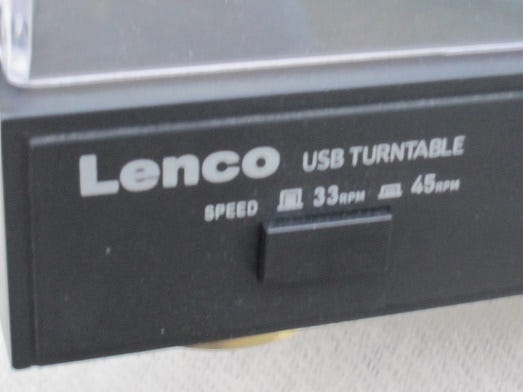 Lenco USB TURNTABLE
SPEED 33RPM 45RPM